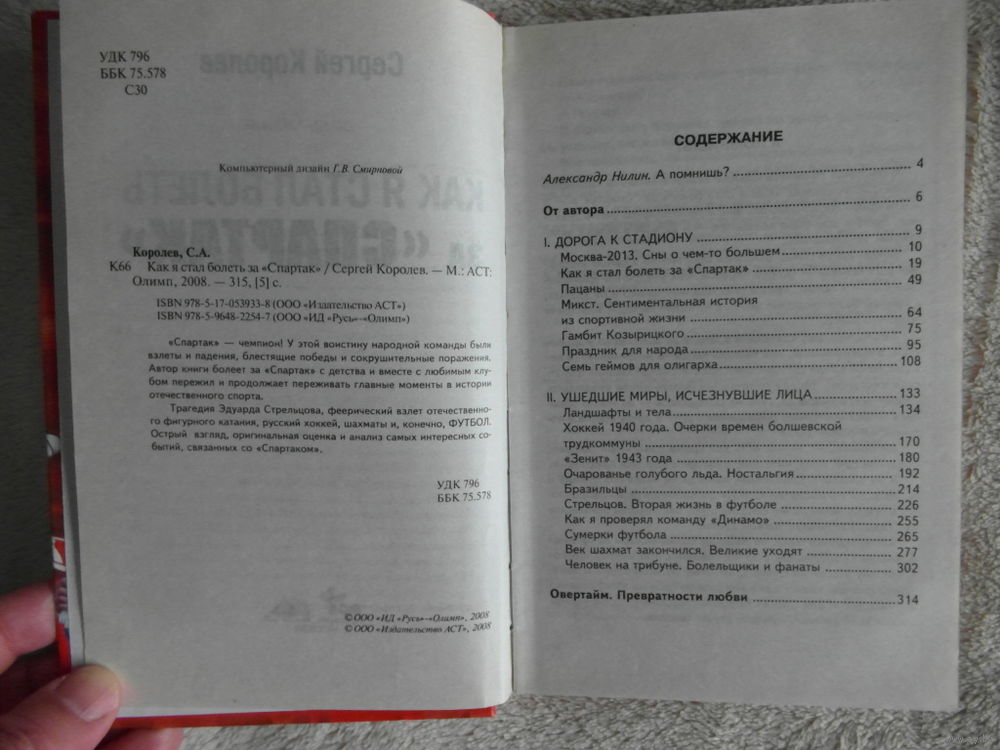 УДК 796
ББК 75.578
С30
Сергей Королев
КАК Я СТАЛ БОЛЕТЬ
ЗА «СПАРТАК»
Компьютерный дизайн Г.В. Смирновой
Королев, С.А.
К66 Как я стал болеть за «Спартак» / Сергей Королев. — М.: АСТ:
Олимп, 2008. — 315, [5] с.
ISBN 978-5-17-053933-8 (ООО «Издательство АСТ»)
ISBN 978-5-9648-2254-7 (ООО «ИД «Русь»-«Олимп»)
«Спартак» — чемпион! У этой воистину народной команды были
взлеты и падения, блестящие победы и сокрушительные поражения.
Автор книги болеет за «Спартак» с детства и вместе с любимым клу-
бом пережил и продолжает переживать главные моменты в истории
отечественного спорта.
Трагедия Эдуарда Стрельцова, феерический взлет отечественно-
го фигурного катания, русский хоккей, шахматы и, конечно, ФУТБОЛ.
Острый взгляд, оригинальная оценка и анализ самых интересных со-
бытий, связанных со «Спартаком».
УДК 796
ББК 75.578
© ООО «ИД «Русь»-«Олимп», 2008
© ООО «Издательство АСТ», 2008
СОДЕРЖАНИЕ
Александр Нилин. А помнишь? 4
От автора 6
I. ДОРОГА К СТАДИОНУ 9
Москва-2013. Сны о чем-то большем 10
Как я стал болеть за «Спартак» 19
Пацаны 49
Микст. Сентиментальная история
из спортивной жизни 64
Гамбит Козырицкого 75
Праздник для народа 95
Семь геймов для олигарха 108
II. УШЕДШИЕ МИРЫ, ИСЧЕЗНУВШИЕ ЛИЦА 133
Ландшафты и тела 134
Хоккей 1940 года. Очерки времен болшевской
трудкоммуны 170
«Зенит» 1943 года 180
Очарованье голубого льда. Ностальгия 192
Бразильцы 214
Стрельцов. Вторая жизнь в футболе 226
Как я проверял команду «Динамо» 255
Сумерки футбола 265
Век шахмат закончился. Великие уходят 277
Человек на трибуне. Болельщики и фанаты 302
Овертайм. Превратности любви 314